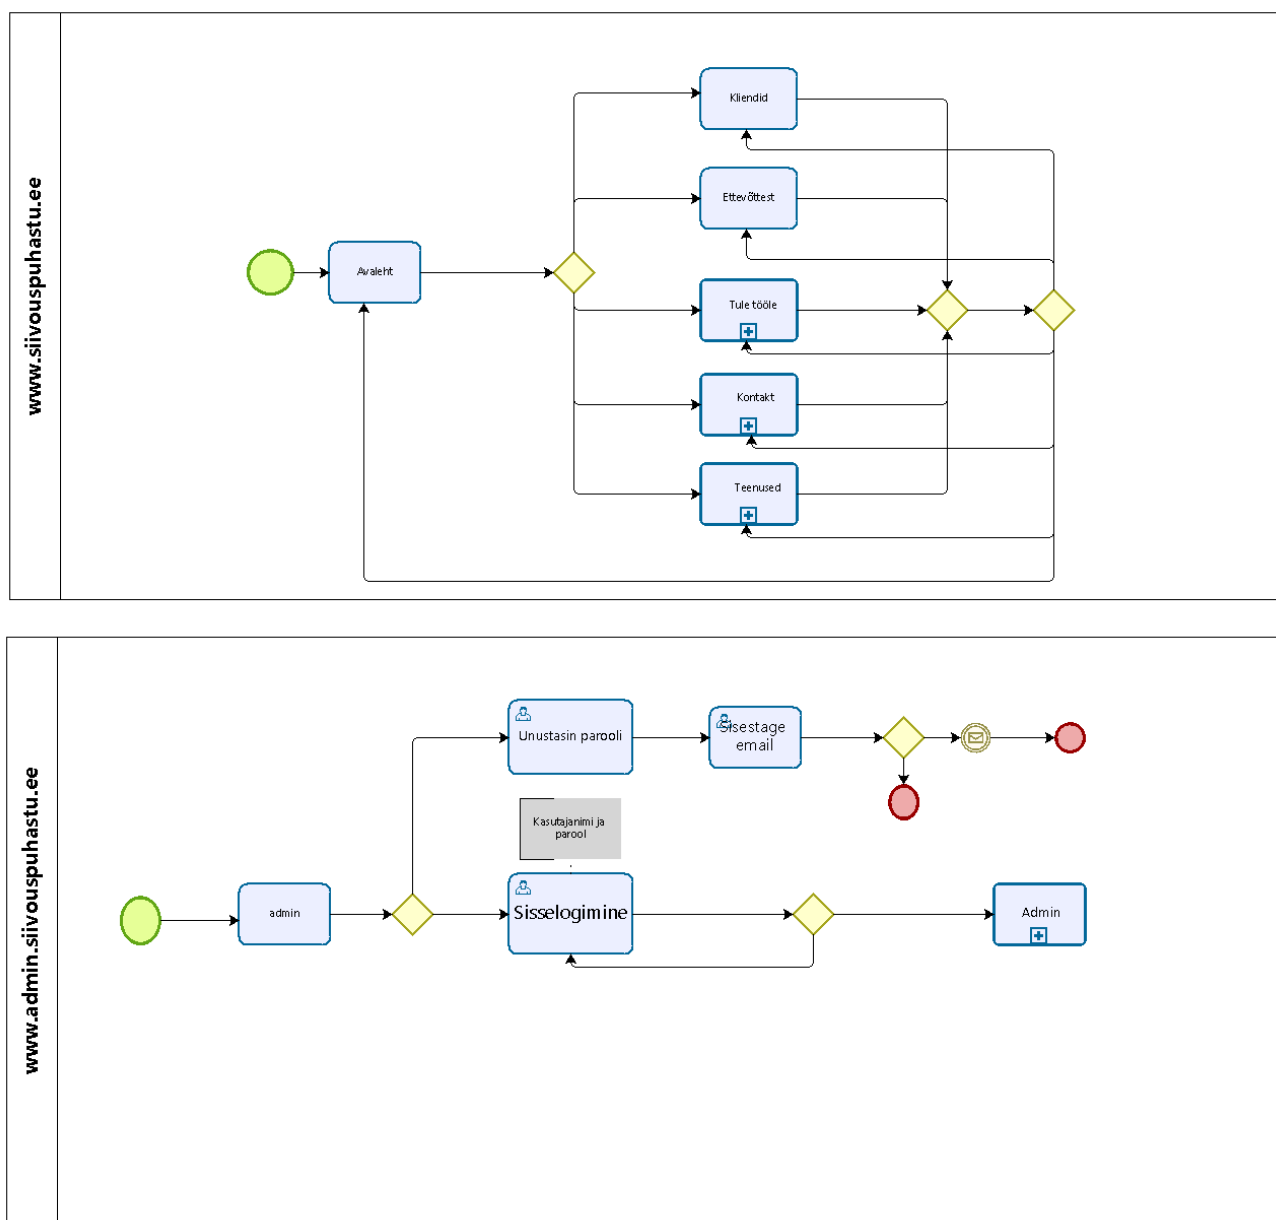 www.siivouspuhastu.ee
Kliendid
Ettevõttest
Avaleht
Tule tööle
Kontakt
Teenused
www.admin.siivouspuhastu.ee
Unustasin parooli
Sisestage
email
Kasutajanimi ja
parool
admin
Sisselogimine
Admin